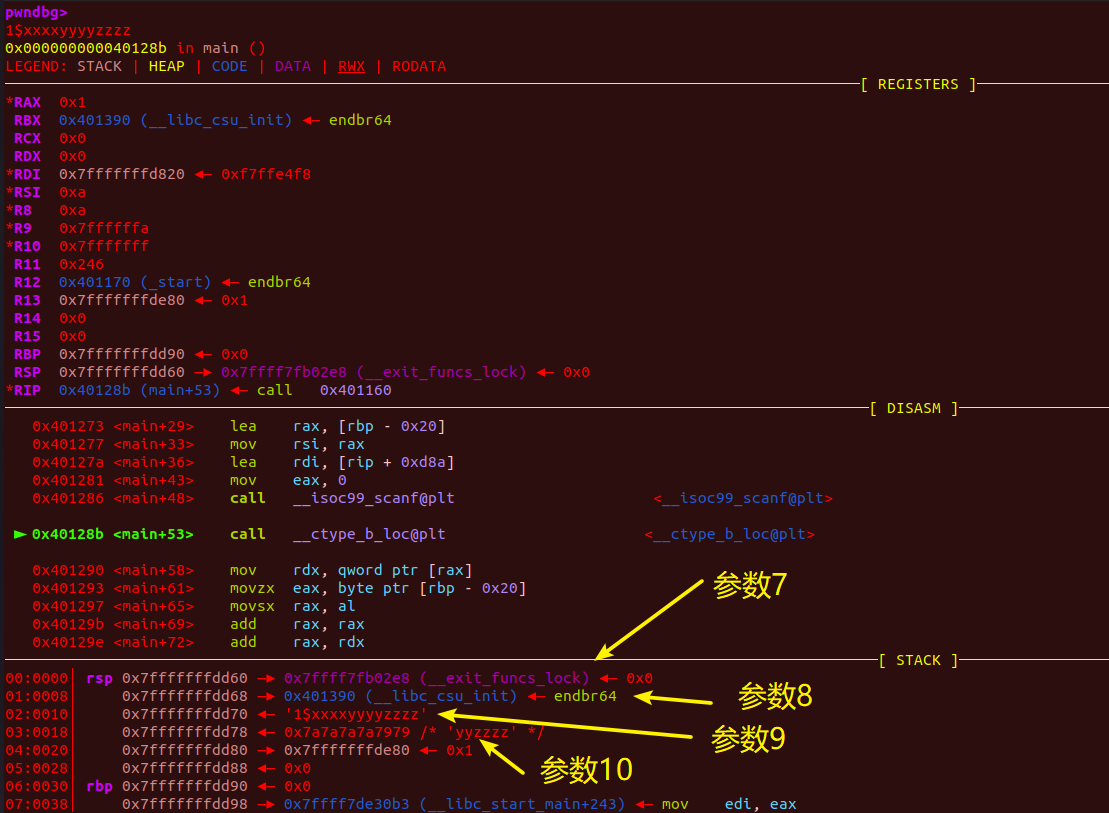 pwndbg>
1$xxxxyyyyzzzz
0x000000000040128b in main ()
LEGEND: STACK | HEAP | CODE | DATA | RWX | RODATA
[ REGISTERS ]
*RAX 0x1
RBX 0x401390 (__libc_csu_init) ◂— endbr64
RCX 0x0
RDX 0x0
*RDI 0x7fffffffd820 ◂— 0xf7ffe4f8
*RSI 0xa
*R8 0xa
*R9 0x7ffffffa
*R10 0x7fffffff
R11 0x246
R12 0x401170 (_start) ◂— endbr64
R13 0x7fffffffde80 ◂— 0x1
R14 0x0
R15 0x0
RBP 0x7fffffffdd90 ◂— 0x0
RSP 0x7fffffffdd60 —▸ 0x7ffff7fb02e8 (__exit_funcs_lock) ◂— 0x0
*RIP 0x40128b (main+53) ◂— call 0x401160
[ DISASM ]
0x401273 <main+29> lea rax, [rbp - 0x20]
0x401277 <main+33> mov rsi, rax
0x40127a <main+36> lea rdi, [rip + 0xd8a]
0x401281 <main+43> mov eax, 0
0x401286 <main+48> call __isoc99_scanf@plt <__isoc99_scanf@plt>
► 0x40128b <main+53> call __ctype_b_loc@plt <__ctype_b_loc@plt>
0x401290 <main+58> mov rdx, qword ptr [rax]
0x401293 <main+61> movzx eax, byte ptr [rbp - 0x20]
0x401297 <main+65> movsx rax, al
0x40129b <main+69> add rax, rax
0x40129e <main+72> add rax, rdx
参数7
[ STACK ]
00:0000│ rsp 0x7fffffffdd60 —▸ 0x7ffff7fb02e8 (__exit_funcs_lock) ◂— 0x0
01:0008│ 0x7fffffffdd68 —▸ 0x401390 (__libc_csu_init) ◂— endbr64
参数8
02:0010│ 0x7fffffffdd70 ◂— '1$xxxxyyyyzzzz'
03:0018│ 0x7fffffffdd78 ◂— 0x7a7a7a7a7979 /* 'yyzzzz' */
参数9
04:0020│ 0x7fffffffdd80 —▸ 0x7fffffffde80 ◂— 0x1
05:0028│ 0x7fffffffdd88 ◂— 0x0
参数10
06:0030│ rbp 0x7fffffffdd90 ◂— 0x0
07:0038│ 0x7fffffffdd98 —▸ 0x7ffff7de30b3 (__libc_start_main+243) ◂— mov edi, eax